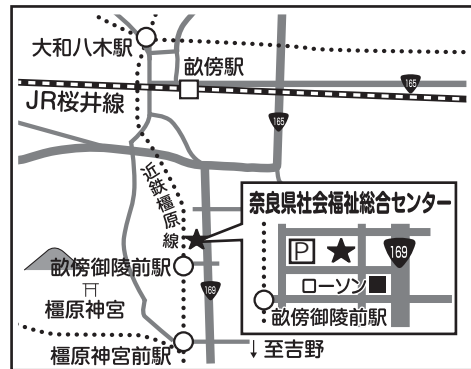 大和八木駅
畝傍駅
JR桜井線
165
165
近鉄橿原線
奈良県社会福祉総合センター
P
169
ローソン
畝傍御陵前駅
畝傍御陵前駅
169
橿原神宮
橿原神宮前駅
↓至吉野